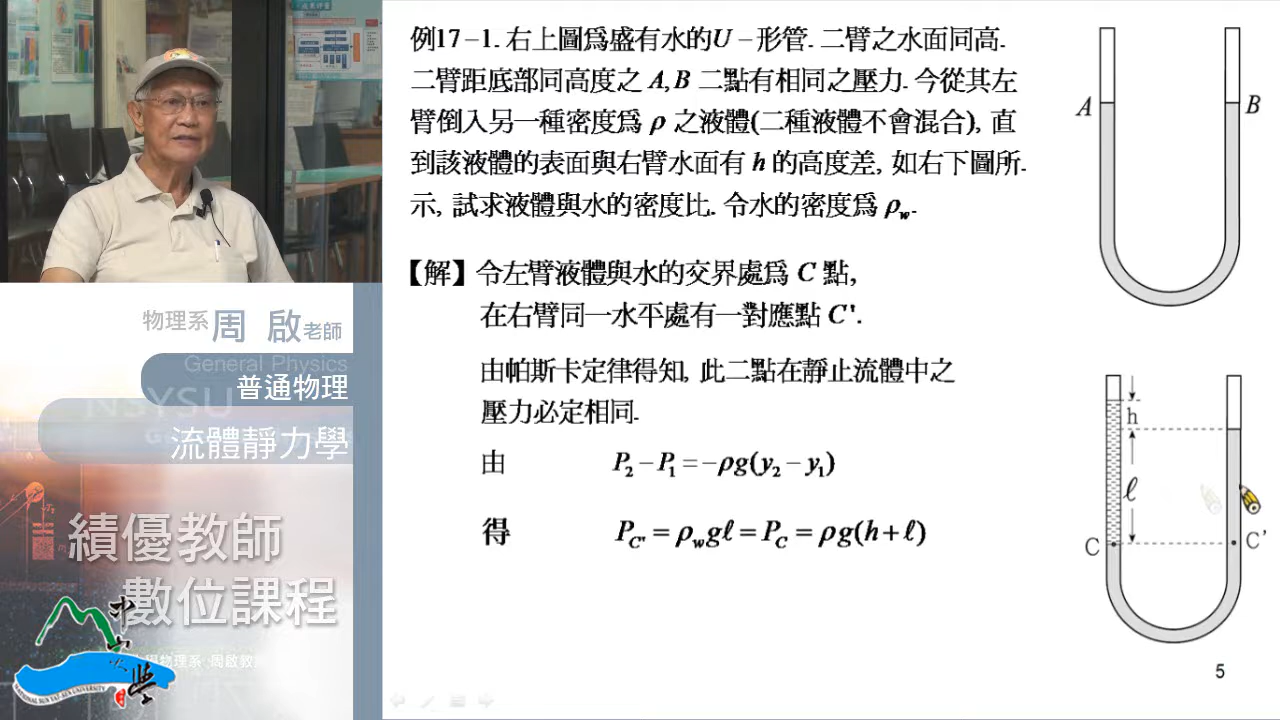 例17-1. 右上圖為盛有水的U-形管. 二臂之水面同高.
二臂距底部同高度之 A, B 二點有相同之壓力. 今從其左
臂倒入另一種密度為 ρ 之液體(二種液體不會混合), 直
到該液體的表面與右臂水面有 h 的高度差, 如右下圖所.
示, 試求液體與水的密度比. 令水的密度為 ρw.
【解】令左臂液體與水的交界處為 C 點,
在右臂同一水平處有一對應點 C'.
由帕斯卡定律得知, 此二點在靜止流體中之
壓力必定相同.
由 P2 - P1 = -ρg(y2 - y1)
得 PC' = ρwgℓ = PC = ρg(h+ℓ)
A
B
h
ℓ
C
C'
5
物理系 周 啟 老師
General Physics
普通物理
NSYSU
流體靜力學
績優教師
數位課程